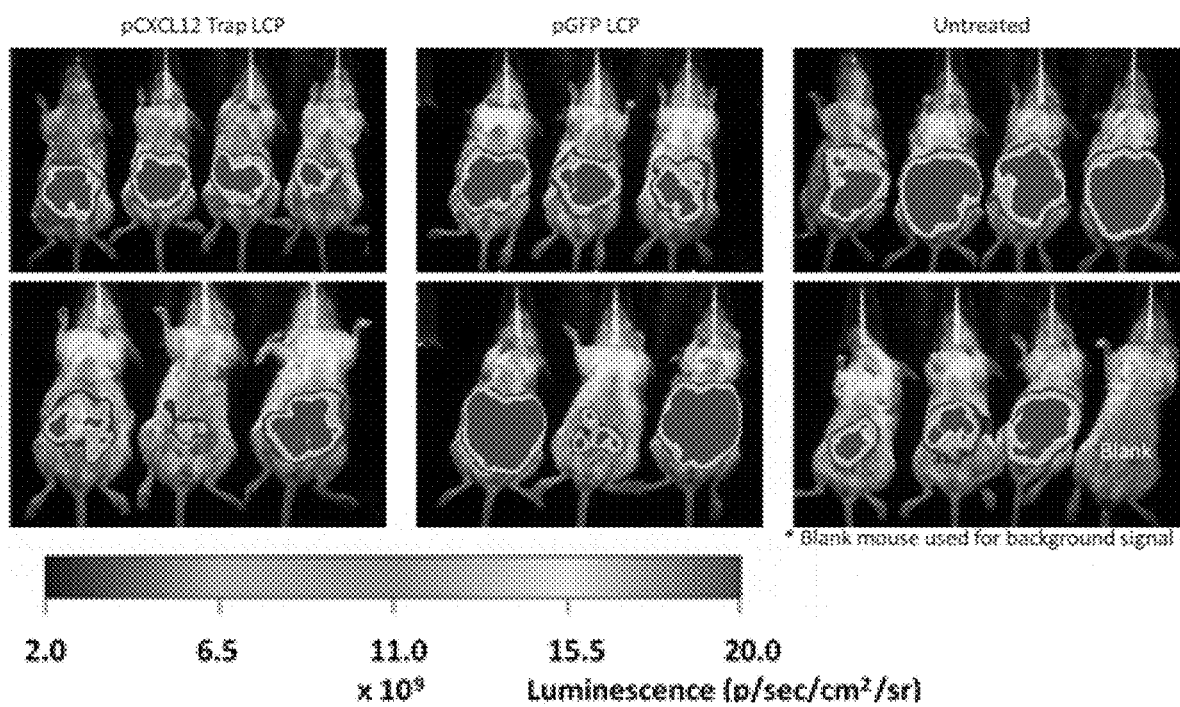 pCXCL12 Trap LCP
pGFP LCP
Untreated
Blank
* Blank mouse used for background signal
2.0 6.5 11.0 15.5 20.0
x 10⁹ Luminescence (p/sec/cm²/sr)